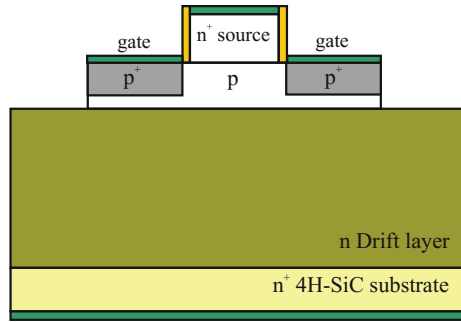 n+ source
gate
gate
p+
p
p+
n Drift layer
n+ 4H-SiC substrate